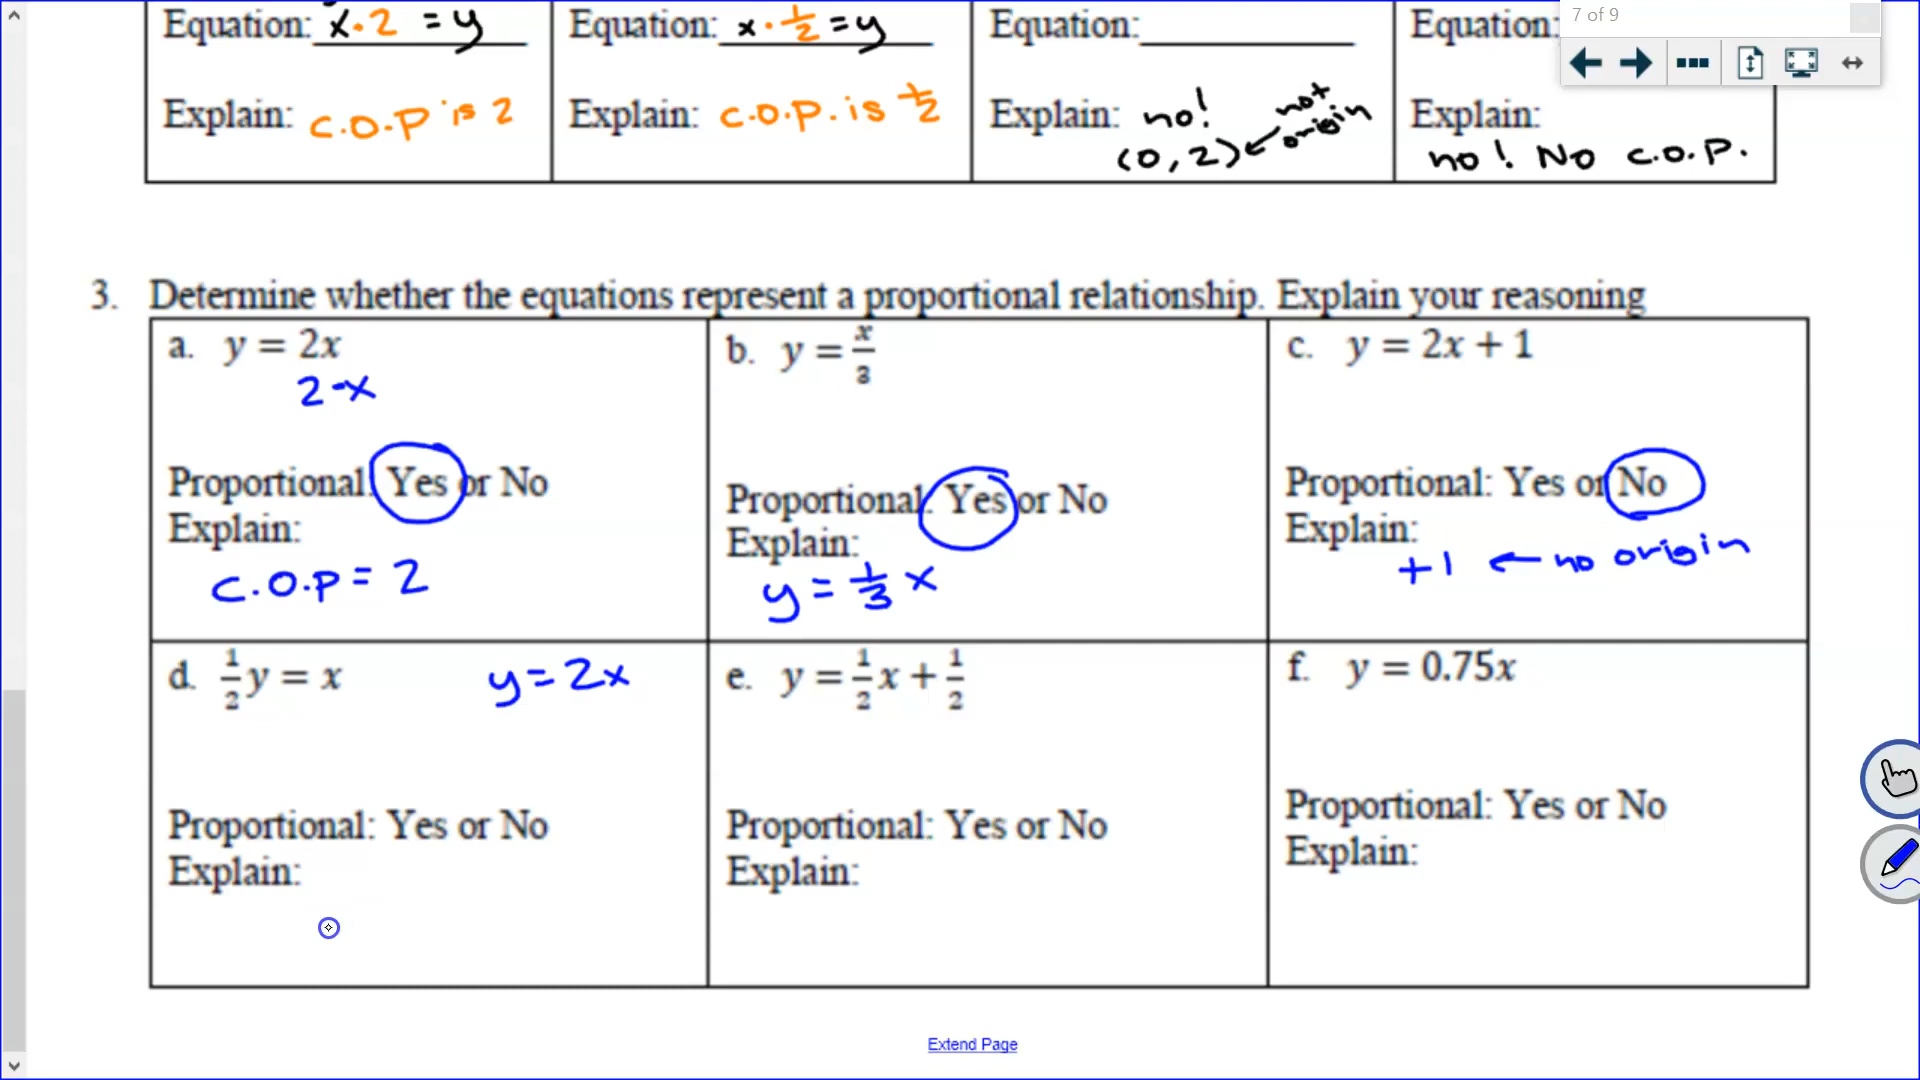 7 of 9
Equation: x · 2 = y
Equation: x · 1/2 = y
Equation:
Equation:
Explain: c.o.p is 2
Explain: c.o.p. is 1/2
Explain: no!
(0, 2) ← not origin
Explain:
no! No c.o.p.
3. Determine whether the equations represent a proportional relationship. Explain your reasoning
a. y = 2x
2 · x
Proportional: Yes or No
Explain:
c.o.p = 2
b. y = x/3
Proportional: Yes or No
Explain:
y = 1/3 x
c. y = 2x + 1
Proportional: Yes or No
Explain:
+1 ← no origin
d. 1/2 y = x y = 2x
Proportional: Yes or No
Explain:
e. y = 1/2 x + 1/2
Proportional: Yes or No
Explain:
f. y = 0.75x
Proportional: Yes or No
Explain:
Extend Page